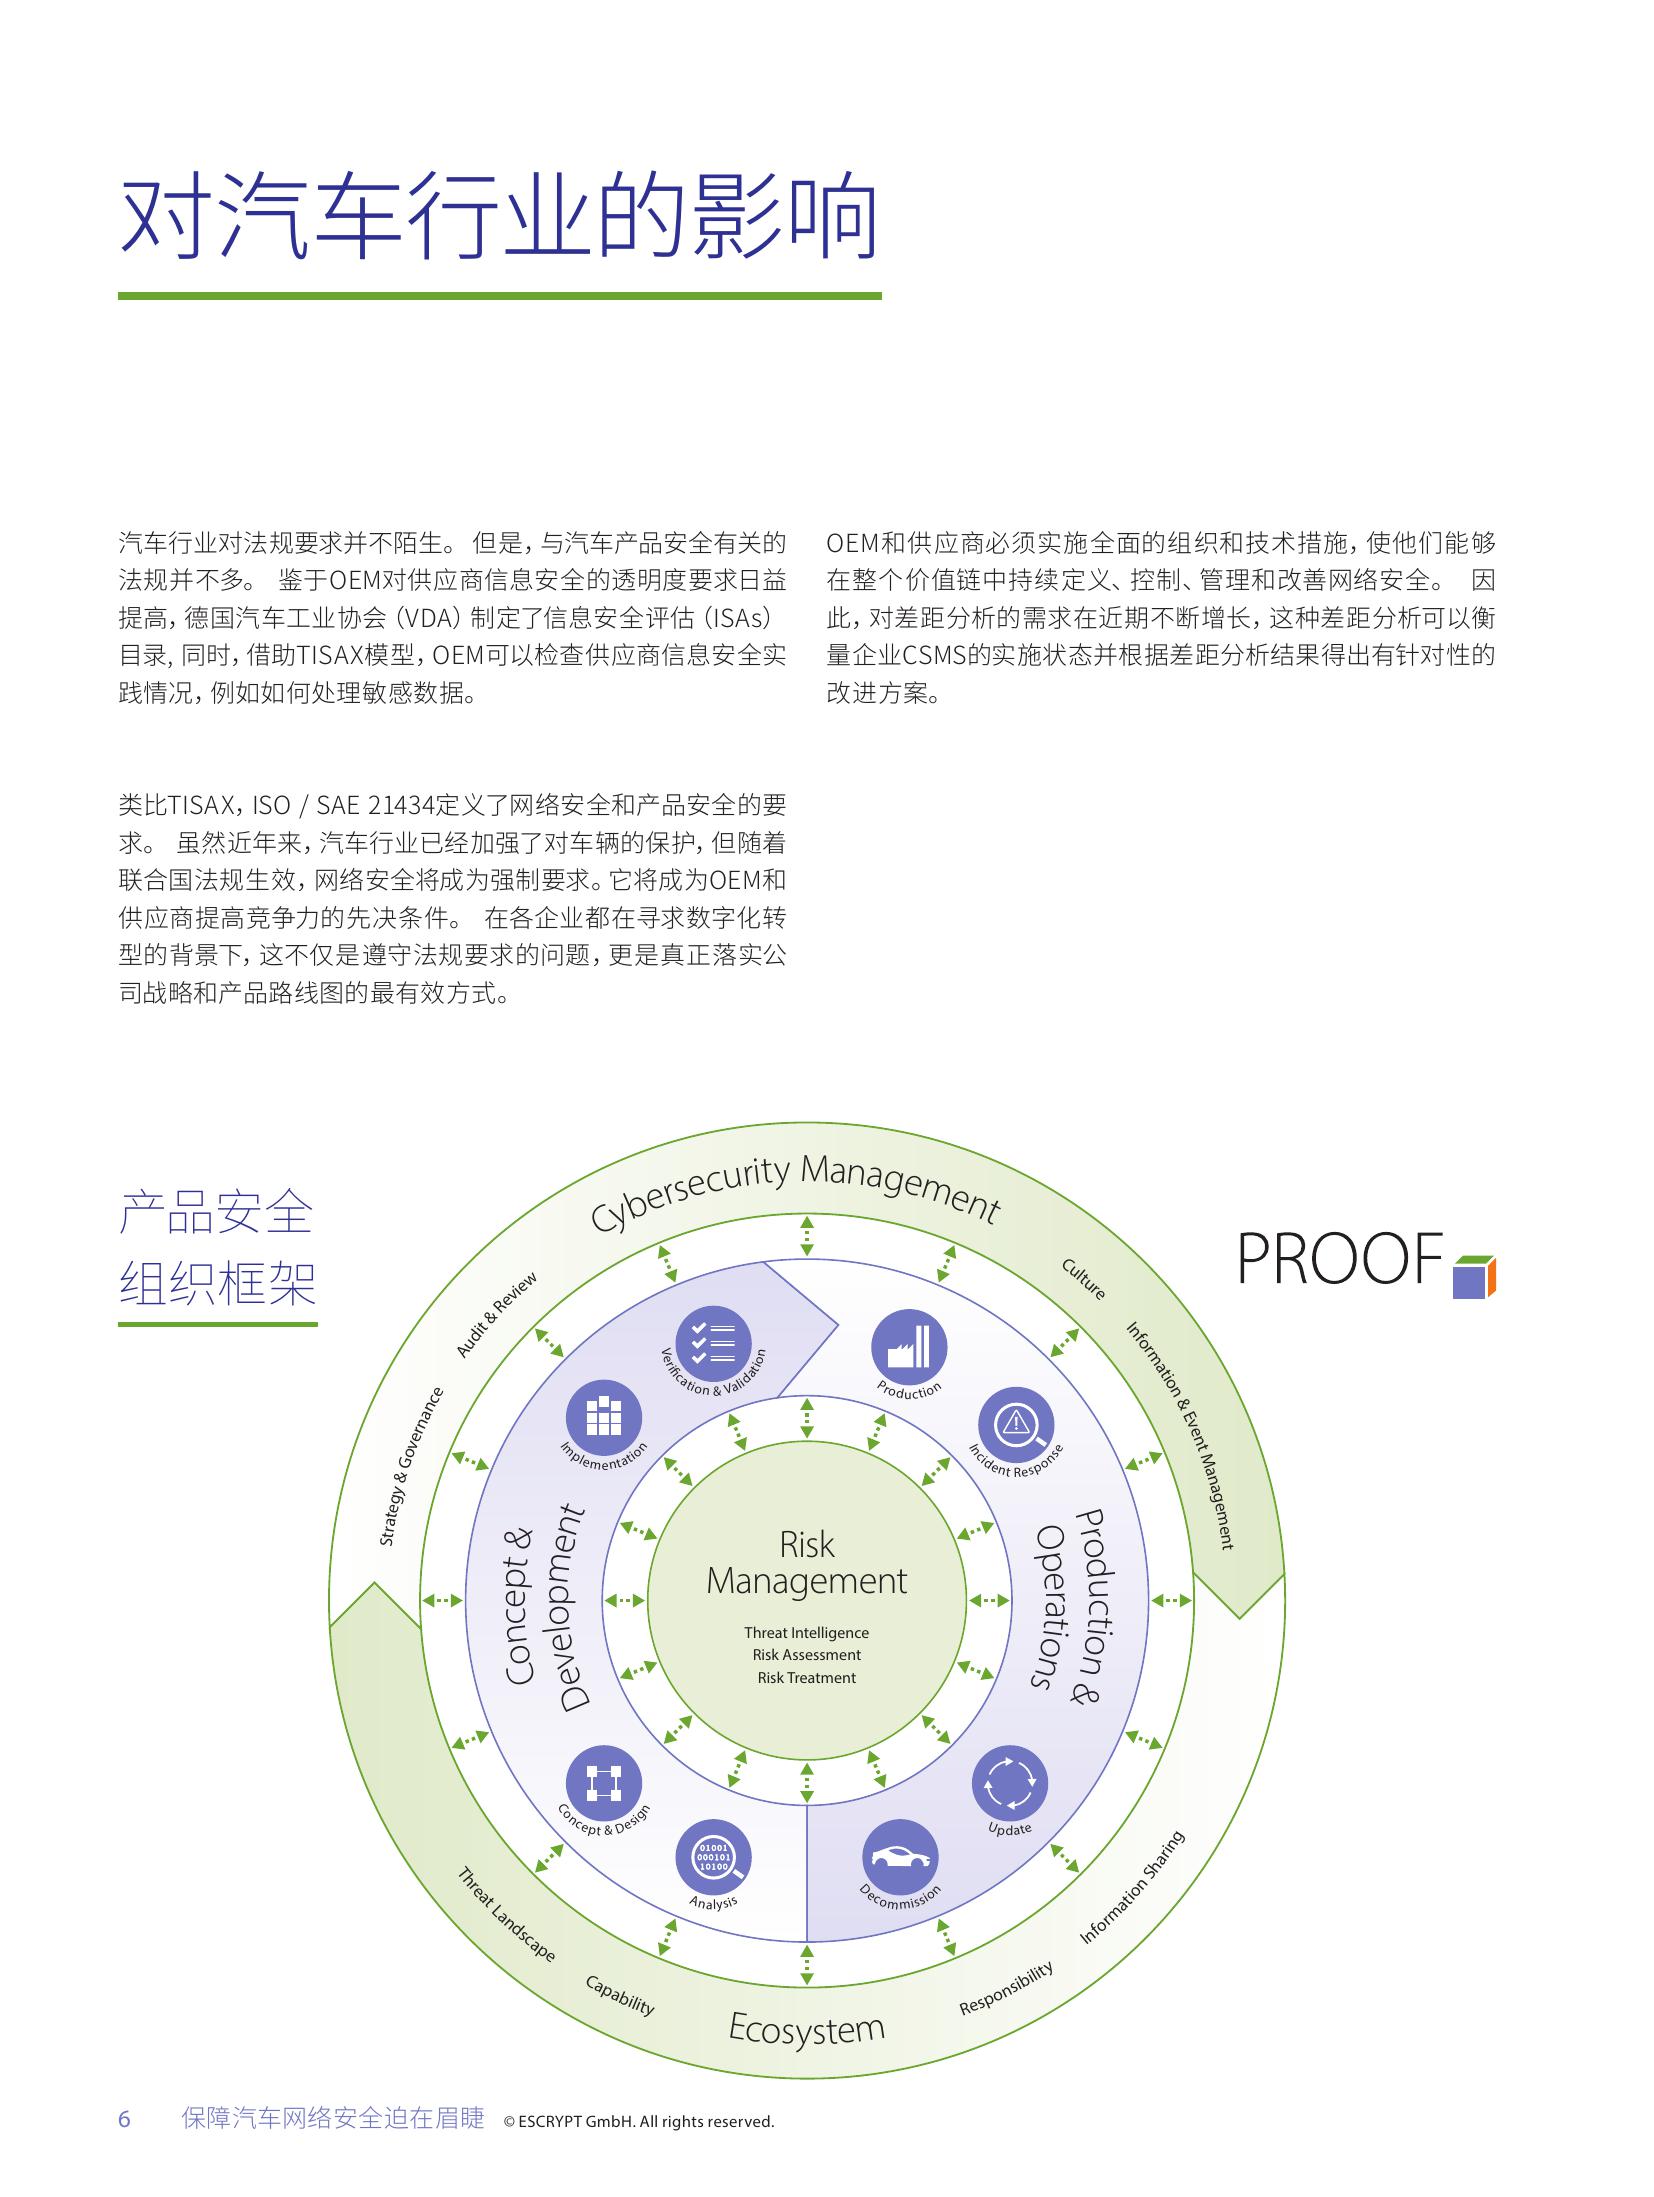 对汽车行业的影响
汽车行业对法规要求并不陌生。 但是，与汽车产品安全有关的
法规并不多。 鉴于OEM对供应商信息安全的透明度要求日益
提高，德国汽车工业协会（VDA）制定了信息安全评估（ISAs）
目录, 同时，借助TISAX模型，OEM可以检查供应商信息安全实
践情况，例如如何处理敏感数据。
类比TISAX，ISO / SAE 21434定义了网络安全和产品安全的要
求。 虽然近年来，汽车行业已经加强了对车辆的保护，但随着
联合国法规生效，网络安全将成为强制要求。它将成为OEM和
供应商提高竞争力的先决条件。 在各企业都在寻求数字化转
型的背景下，这不仅是遵守法规要求的问题，更是真正落实公
司战略和产品路线图的最有效方式。
OEM和供应商必须实施全面的组织和技术措施，使他们能够
在整个价值链中持续定义、控制、管理和改善网络安全。 因
此，对差距分析的需求在近期不断增长，这种差距分析可以衡
量企业CSMS的实施状态并根据差距分析结果得出有针对性的
改进方案。
产品安全
组织框架
PROOF
Cybersecurity Management
Strategy & Governance
Audit & Review
Culture
Information & Event Management
Concept &
Development
Verification & Validation
Implementation
Concept & Design
01001
000101
10100
Analysis
Production &
Operations
Production
Incident Response
Update
Decommission
Risk
Management
Threat Intelligence
Risk Assessment
Risk Treatment
Threat Landscape
Capability
Ecosystem
Responsibility
Information Sharing
6 保障汽车网络安全迫在眉睫 © ESCRYPT GmbH. All rights reserved.